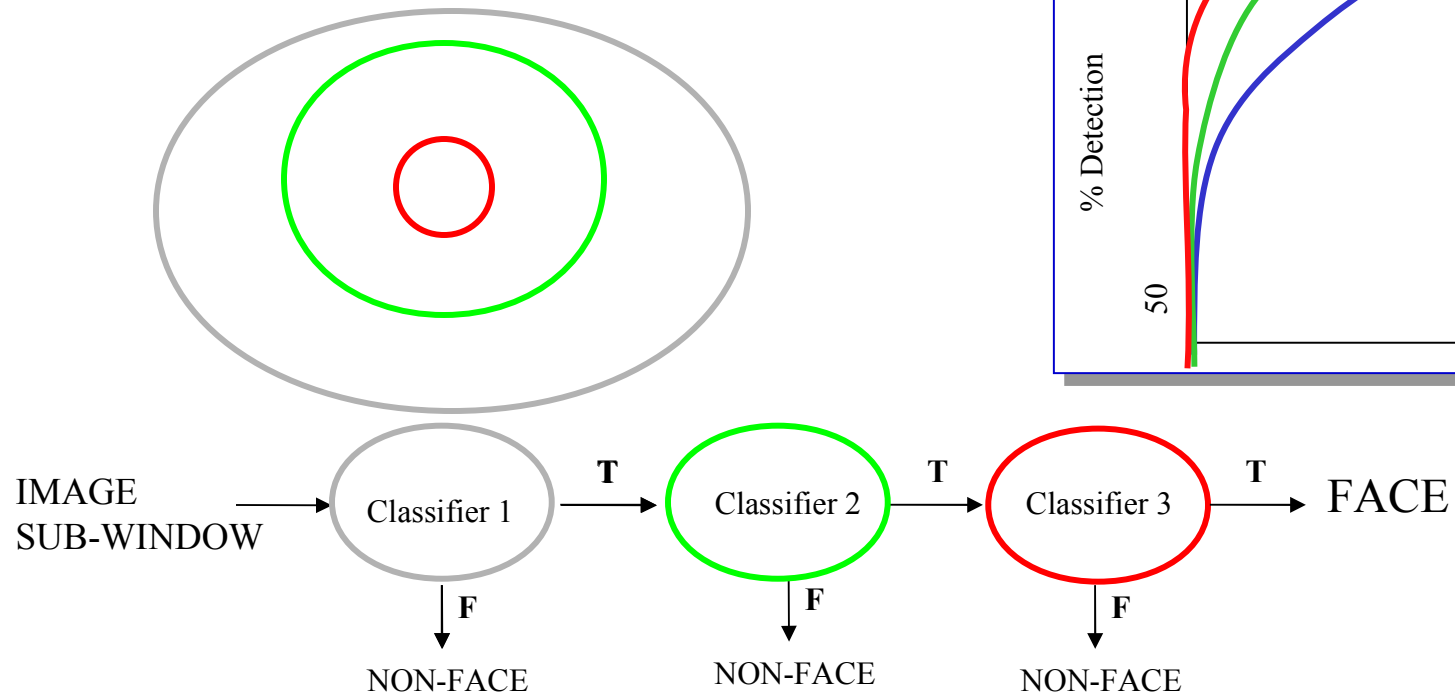 % Detection
50
IMAGE
SUB-WINDOW
Classifier 1
T
Classifier 2
T
Classifier 3
T
FACE
F
F
F
NON-FACE
NON-FACE
NON-FACE